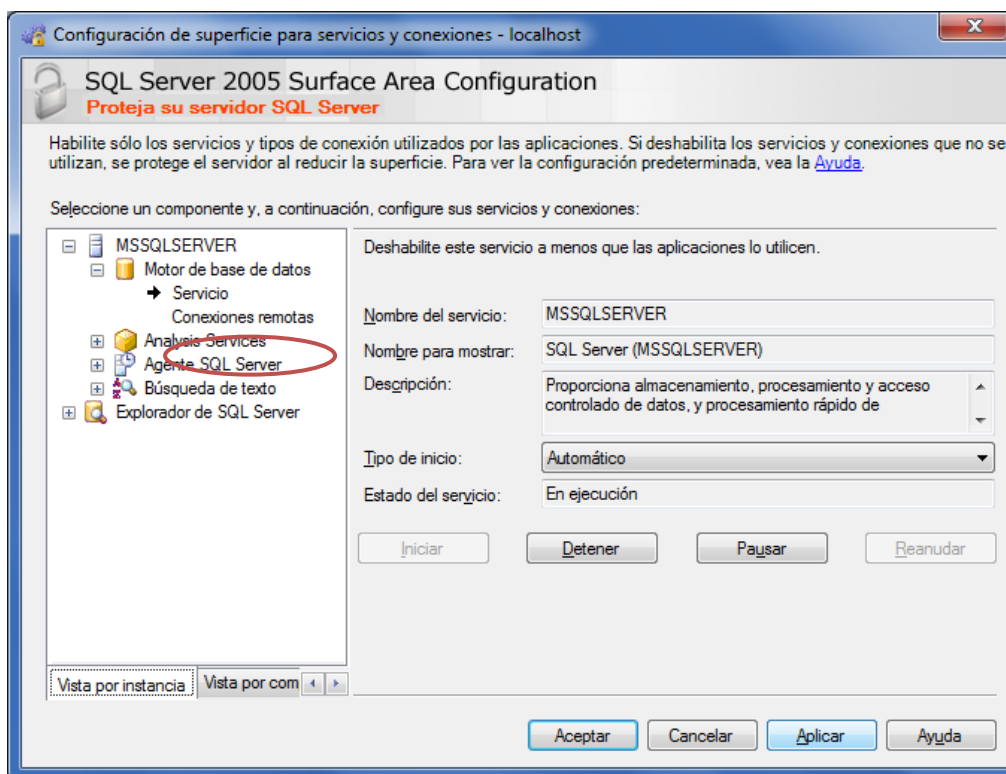 Configuración de superficie para servicios y conexiones - localhost
SQL Server 2005 Surface Area Configuration
Proteja su servidor SQL Server
Habilite sólo los servicios y tipos de conexión utilizados por las aplicaciones. Si deshabilita los servicios y conexiones que no se
utilizan, se protege el servidor al reducir la superficie. Para ver la configuración predeterminada, vea la Ayuda.
Seleccione un componente y, a continuación, configure sus servicios y conexiones:
MSSQLSERVER
Motor de base de datos
Servicio
Conexiones remotas
Analysis Services
Agente SQL Server
Búsqueda de texto
Explorador de SQL Server
Vista por instancia
Vista por com
Deshabilite este servicio a menos que las aplicaciones lo utilicen.
Nombre del servicio: MSSQLSERVER
Nombre para mostrar: SQL Server (MSSQLSERVER)
Descripción: Proporciona almacenamiento, procesamiento y acceso
controlado de datos, y procesamiento rápido de
Tipo de inicio: Automático
Estado del servicio: En ejecución
Iniciar Detener Pausar Reanudar
Aceptar Cancelar Aplicar Ayuda